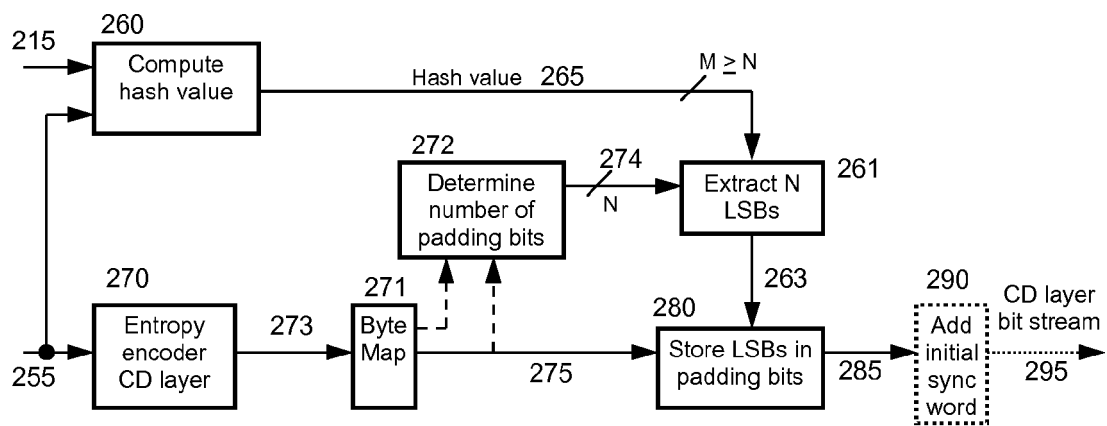 260
215
Compute
hash value
Hash value 265
M ≥ N
272
274
261
Determine
number of
padding bits
N
Extract N
LSBs
270
271
263
290
280
CD layer
bit stream
Entropy
encoder
CD layer
273
Byte
Map
Store LSBs in
padding bits
Add
initial
sync
word
255
275
285
295